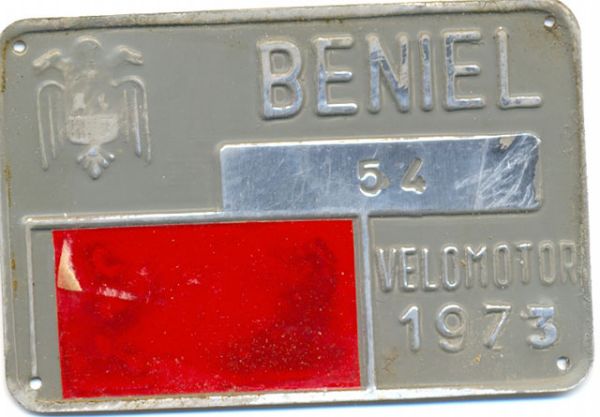 BENIEL
54
VELOMOTOR
1973